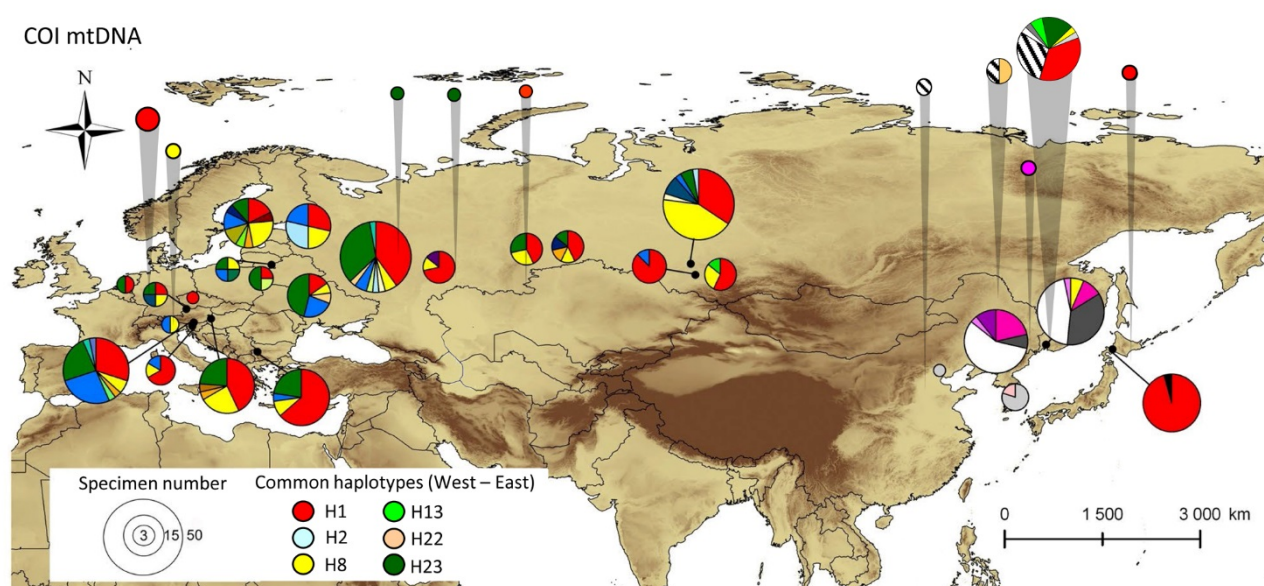 COI mtDNA
N
Specimen number
3
15
50
Common haplotypes (West – East)
H1
H13
H2
H22
H8
H23
0
1 500
3 000 km